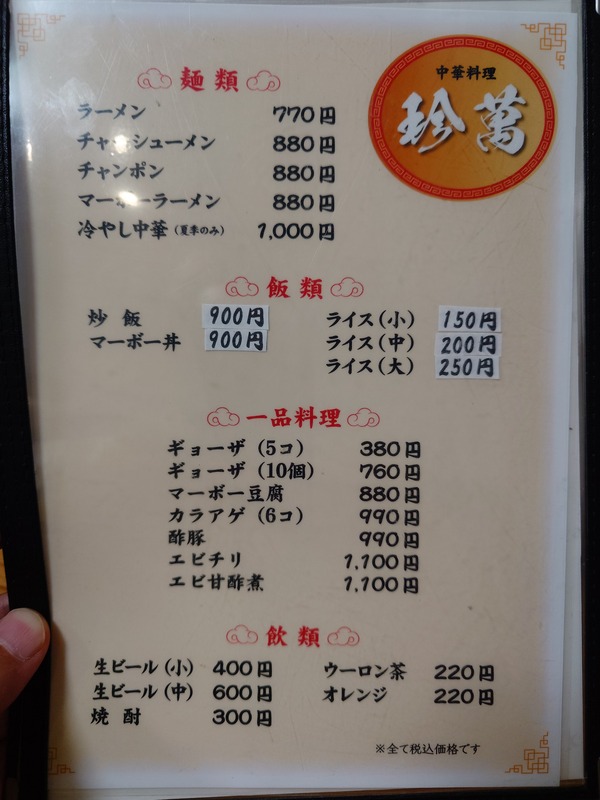 中華料理
珍萬
麺類
ラーメン 770円
チャーシューメン 880円
チャンポン 880円
マーボーラーメン 880円
冷やし中華（夏季のみ） 1,000円
飯類
炒飯 900円
マーボー丼 900円
ライス（小） 150円
ライス（中） 200円
ライス（大） 250円
一品料理
ギョーザ（5コ） 380円
ギョーザ（10個） 760円
マーボー豆腐 880円
カラアゲ（6コ） 990円
酢豚 990円
エビチリ 1,100円
エビ甘酢煮 1,100円
飲類
生ビール（小） 400円
生ビール（中） 600円
焼酎 300円
ウーロン茶 220円
オレンジ 220円
※全て税込価格です